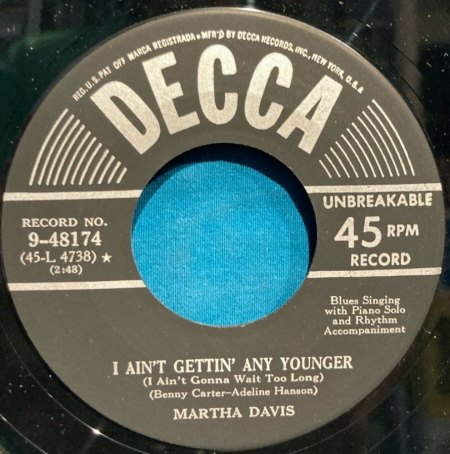 REG. U.S. PAT. OFF. MARCA REGISTRADA • MF'D BY DECCA RECORDS, INC., NEW YORK, U.S.A.
DECCA
UNBREAKABLE
45 RPM
RECORD
RECORD NO.
9-48174
(45-L 4738) ★
(2:48)
Blues Singing
with Piano Solo
and Rhythm
Accompaniment
I AIN'T GETTIN' ANY YOUNGER
(I Ain't Gonna Wait Too Long)
(Benny Carter-Adeline Hanson)
MARTHA DAVIS